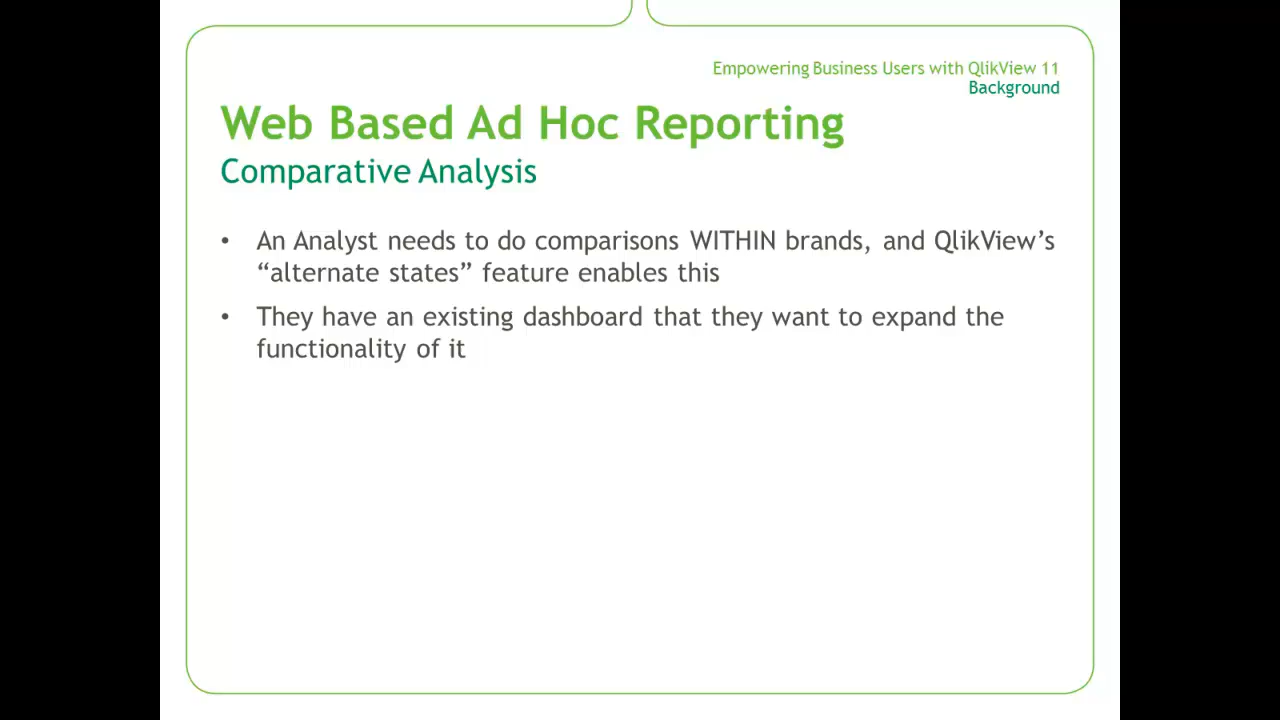 Empowering Business Users with QlikView 11
Background
Web Based Ad Hoc Reporting
Comparative Analysis
• An Analyst needs to do comparisons WITHIN brands, and QlikView’s
“alternate states” feature enables this
• They have an existing dashboard that they want to expand the
functionality of it